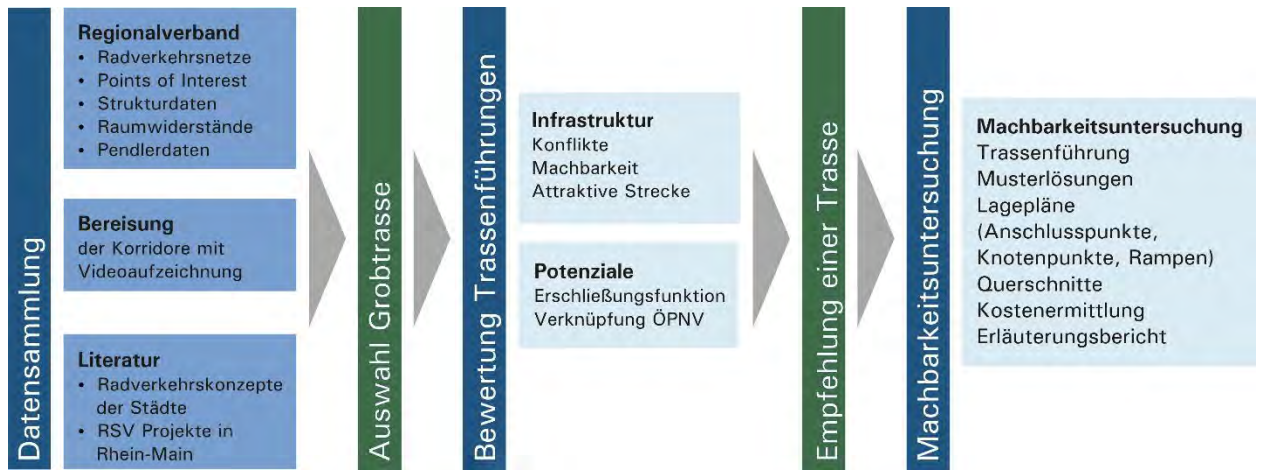 Datensammlung
Regionalverband
• Radverkehrsnetze
• Points of Interest
• Strukturdaten
• Raumwiderstände
• Pendlerdaten
Bereisung
der Korridore mit
Videoaufzeichnung
Literatur
• Radverkehrskonzepte
der Städte
• RSV Projekte in
Rhein-Main
Auswahl Grobtrasse
Bewertung Trassenführungen
Infrastruktur
Konflikte
Machbarkeit
Attraktive Strecke
Potenziale
Erschließungsfunktion
Verknüpfung ÖPNV
Empfehlung einer Trasse
Machbarkeitsuntersuchung
Machbarkeitsuntersuchung
Trassenführung
Musterlösungen
Lagepläne
(Anschlusspunkte,
Knotenpunkte, Rampen)
Querschnitte
Kostenermittlung
Erläuterungsbericht